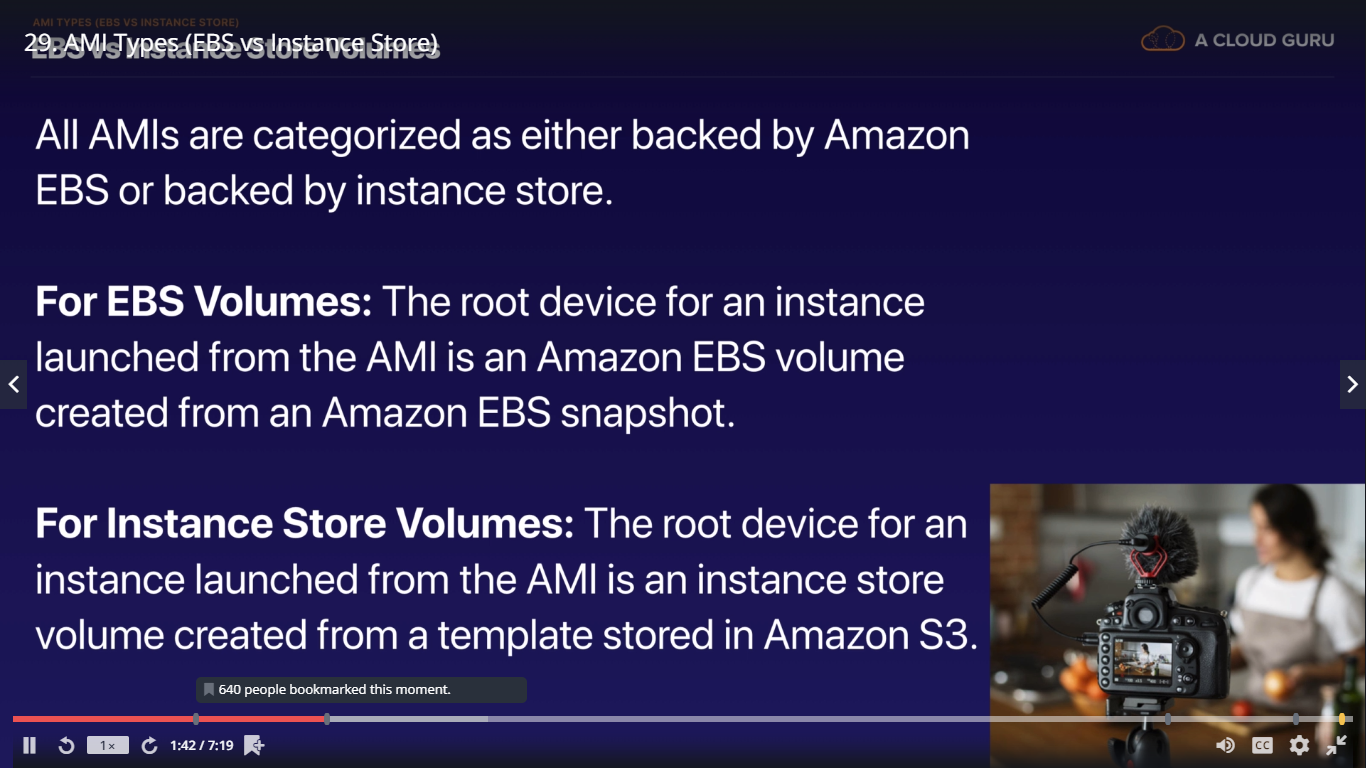 AMI TYPES (EBS VS INSTANCE STORE)
29. AMI Types (EBS vs Instance Store)
EBS vs Instance Store Volumes
A CLOUD GURU
All AMIs are categorized as either backed by Amazon
EBS or backed by instance store.
For EBS Volumes: The root device for an instance
launched from the AMI is an Amazon EBS volume
created from an Amazon EBS snapshot.
For Instance Store Volumes: The root device for an
instance launched from the AMI is an instance store
volume created from a template stored in Amazon S3.
640 people bookmarked this moment.
1×
1:42 / 7:19
CC